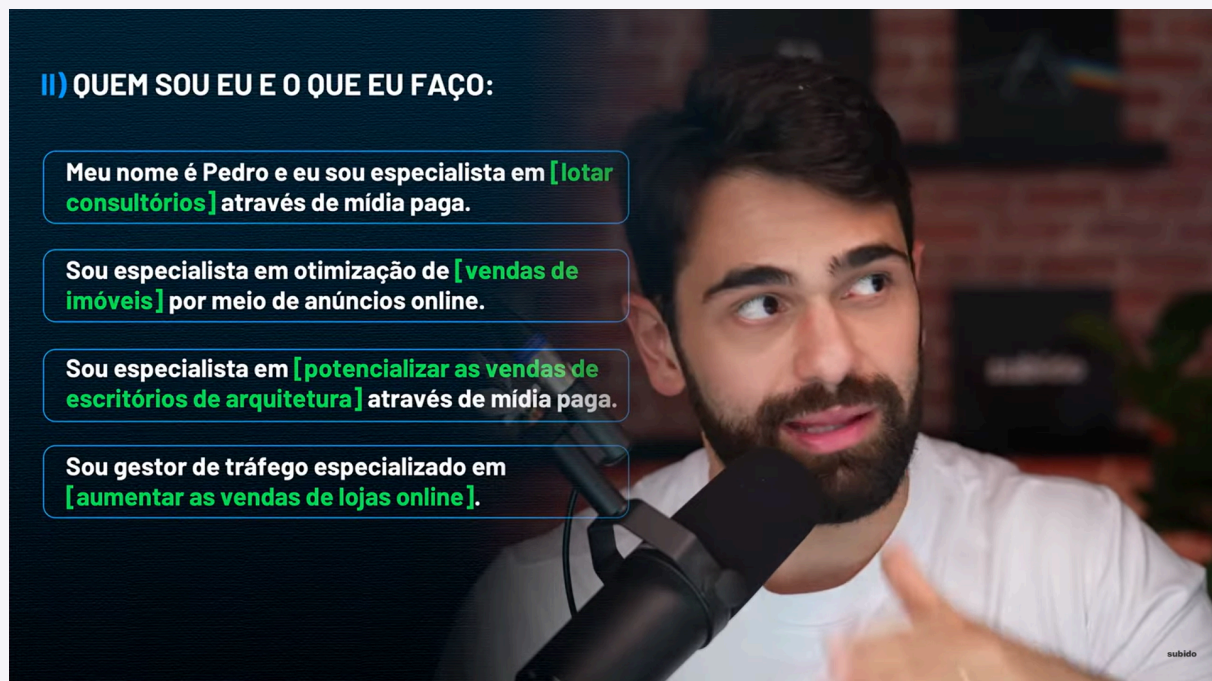 II) QUEM SOU EU E O QUE EU FAÇO:
Meu nome é Pedro e eu sou especialista em [lotar
consultórios] através de mídia paga.
Sou especialista em otimização de [vendas de
imóveis] por meio de anúncios online.
Sou especialista em [potencializar as vendas de
escritórios de arquitetura] através de mídia paga.
Sou gestor de tráfego especializado em
[aumentar as vendas de lojas online].
subido
subido